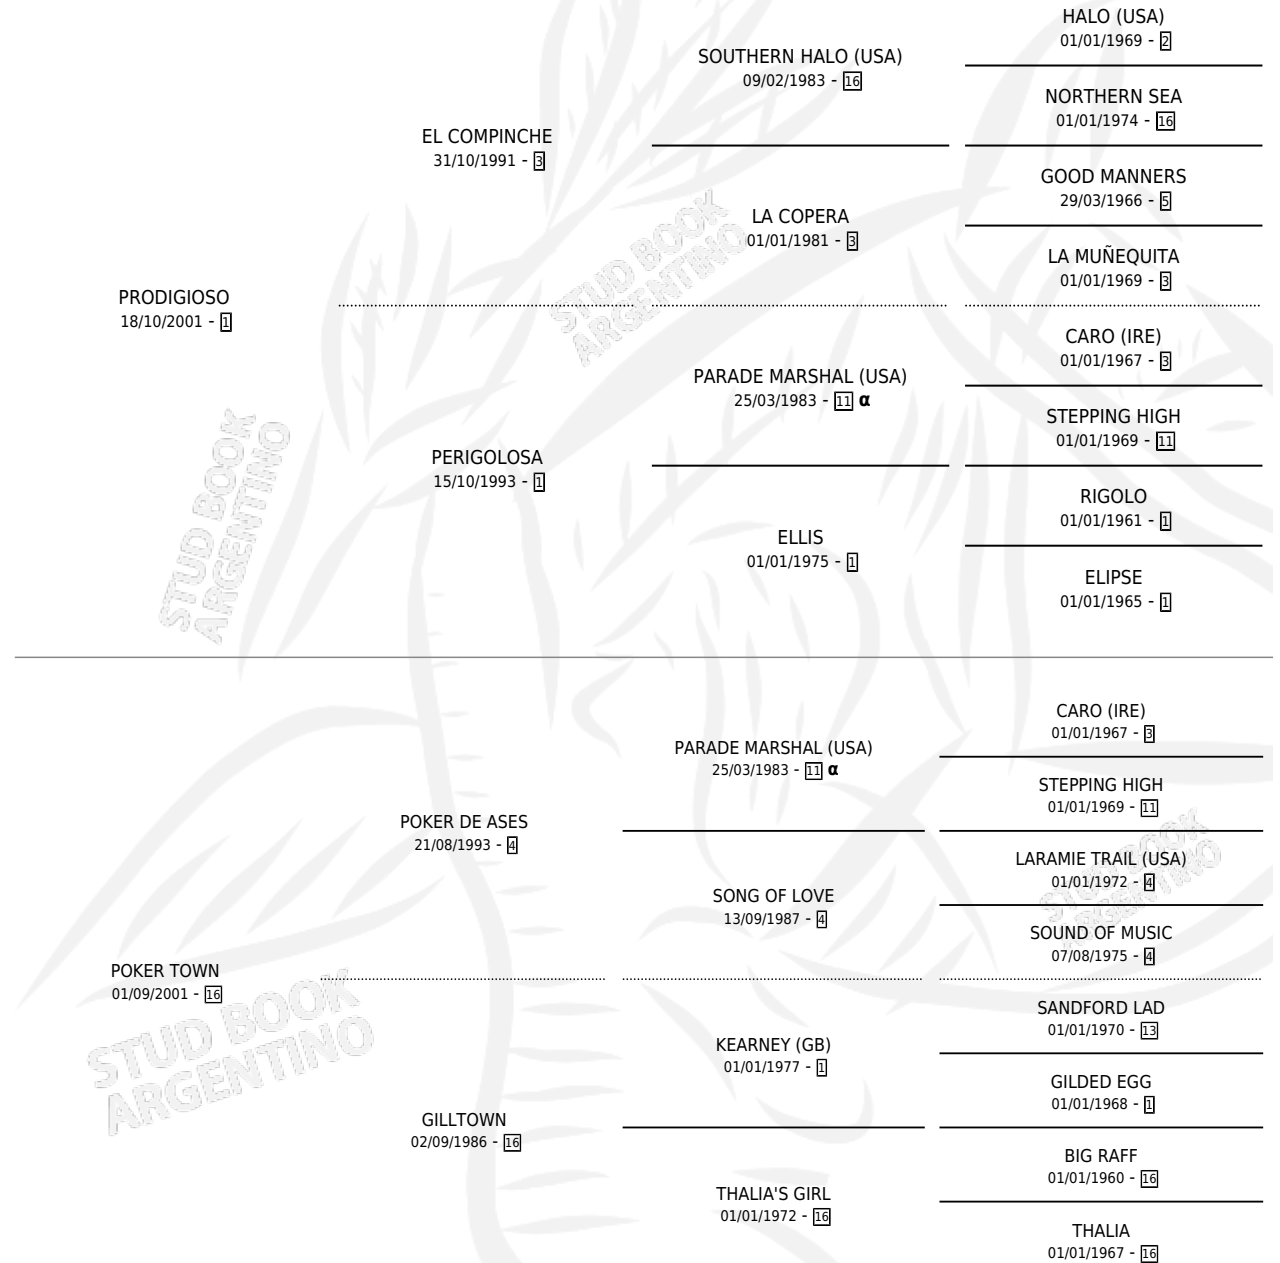 HALO (USA)
01/01/1969 - 2
SOUTHERN HALO (USA)
09/02/1983 - 16
NORTHERN SEA
01/01/1974 - 16
EL COMPINCHE
31/10/1991 - 3
GOOD MANNERS
29/03/1966 - 5
LA COPERA
01/01/1981 - 3
LA MUÑEQUITA
01/01/1969 - 3
PRODIGIOSO
18/10/2001 - 1
CARO (IRE)
01/01/1967 - 3
PARADE MARSHAL (USA)
25/03/1983 - 11 α
STEPPING HIGH
01/01/1969 - 11
PERIGOLOSA
15/10/1993 - 1
RIGOLO
01/01/1961 - 1
ELLIS
01/01/1975 - 1
ELIPSE
01/01/1965 - 1
CARO (IRE)
01/01/1967 - 3
PARADE MARSHAL (USA)
25/03/1983 - 11 α
STEPPING HIGH
01/01/1969 - 11
POKER DE ASES
21/08/1993 - 4
LARAMIE TRAIL (USA)
01/01/1972 - 4
SONG OF LOVE
13/09/1987 - 4
SOUND OF MUSIC
07/08/1975 - 4
POKER TOWN
01/09/2001 - 16
SANDFORD LAD
01/01/1970 - 13
KEARNEY (GB)
01/01/1977 - 1
GILDED EGG
01/01/1968 - 1
GILLTOWN
02/09/1986 - 16
BIG RAFF
01/01/1960 - 16
THALIA'S GIRL
01/01/1972 - 16
THALIA
01/01/1967 - 16
STUD BOOK
ARGENTINO
STUD BOOK
ARGENTINO
STUD BOOK
ARGENTINO
STUD BOOK
ARGENTINO